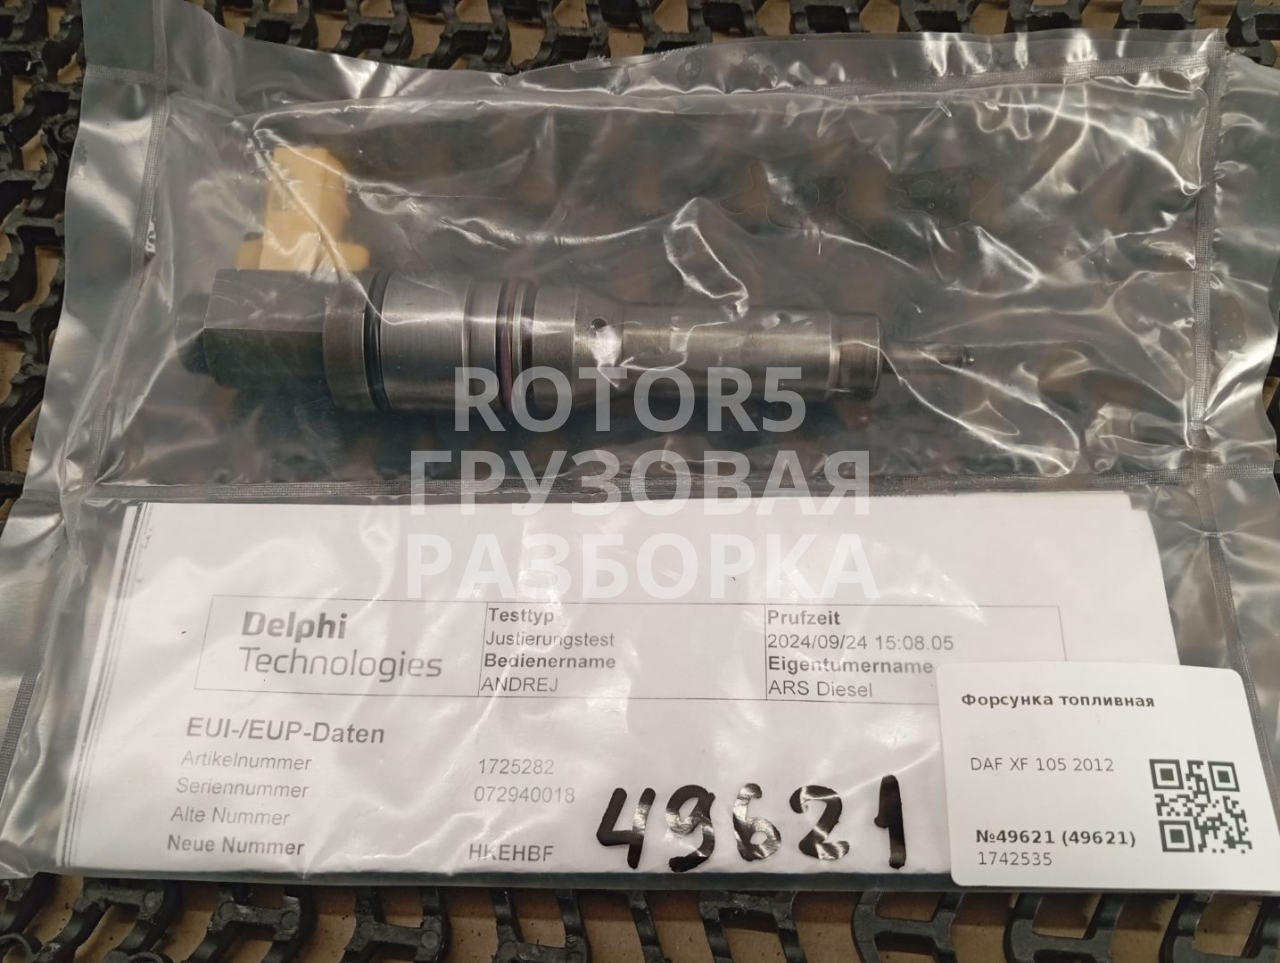 ROTOR5
ГРУЗОВАЯ
РАЗБОРКА
Delphi
Technologies
Testtyp
Justierungstest
Bedienername
ANDREJ
Prufzeit
2024/09/24 15:08.05
Eigentumername
ARS Diesel
EUI-/EUP-Daten
Artikelnummer 1725282
Seriennummer 072940018
Alte Nummer
Neue Nummer HKEHBF
49621
Форсунка топливная
DAF XF 105 2012
№49621 (49621)
1742535